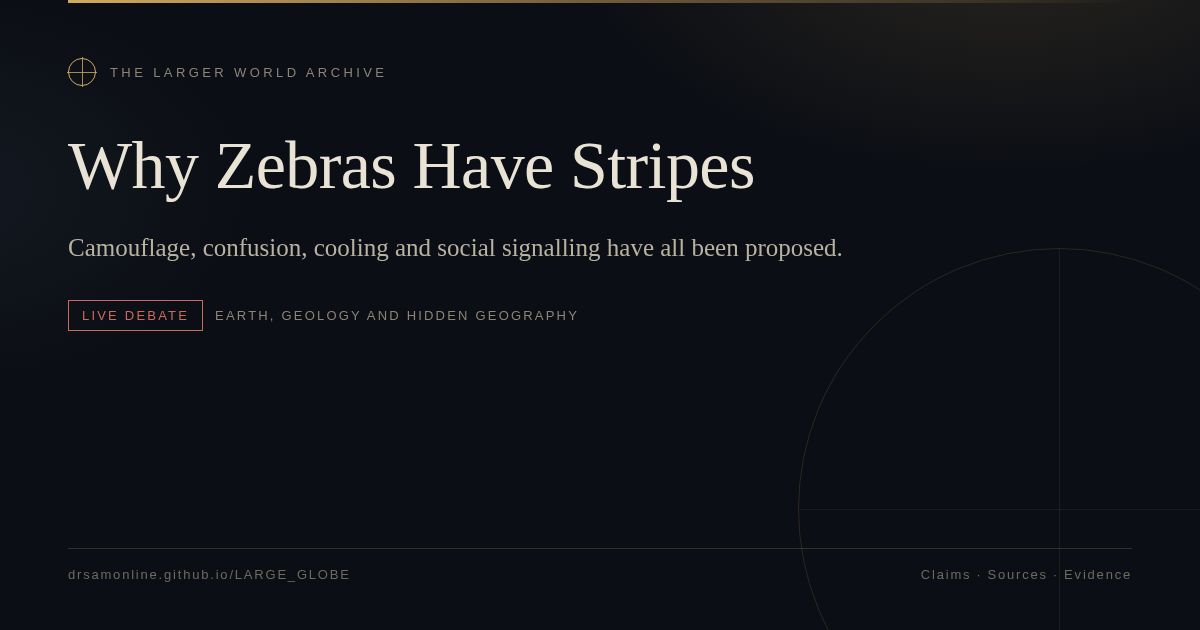 THE LARGER WORLD ARCHIVE
Why Zebras Have Stripes
Camouflage, confusion, cooling and social signalling have all been proposed.
LIVE DEBATE EARTH, GEOLOGY AND HIDDEN GEOGRAPHY
drsamonline.github.io/LARGE_GLOBE Claims · Sources · Evidence